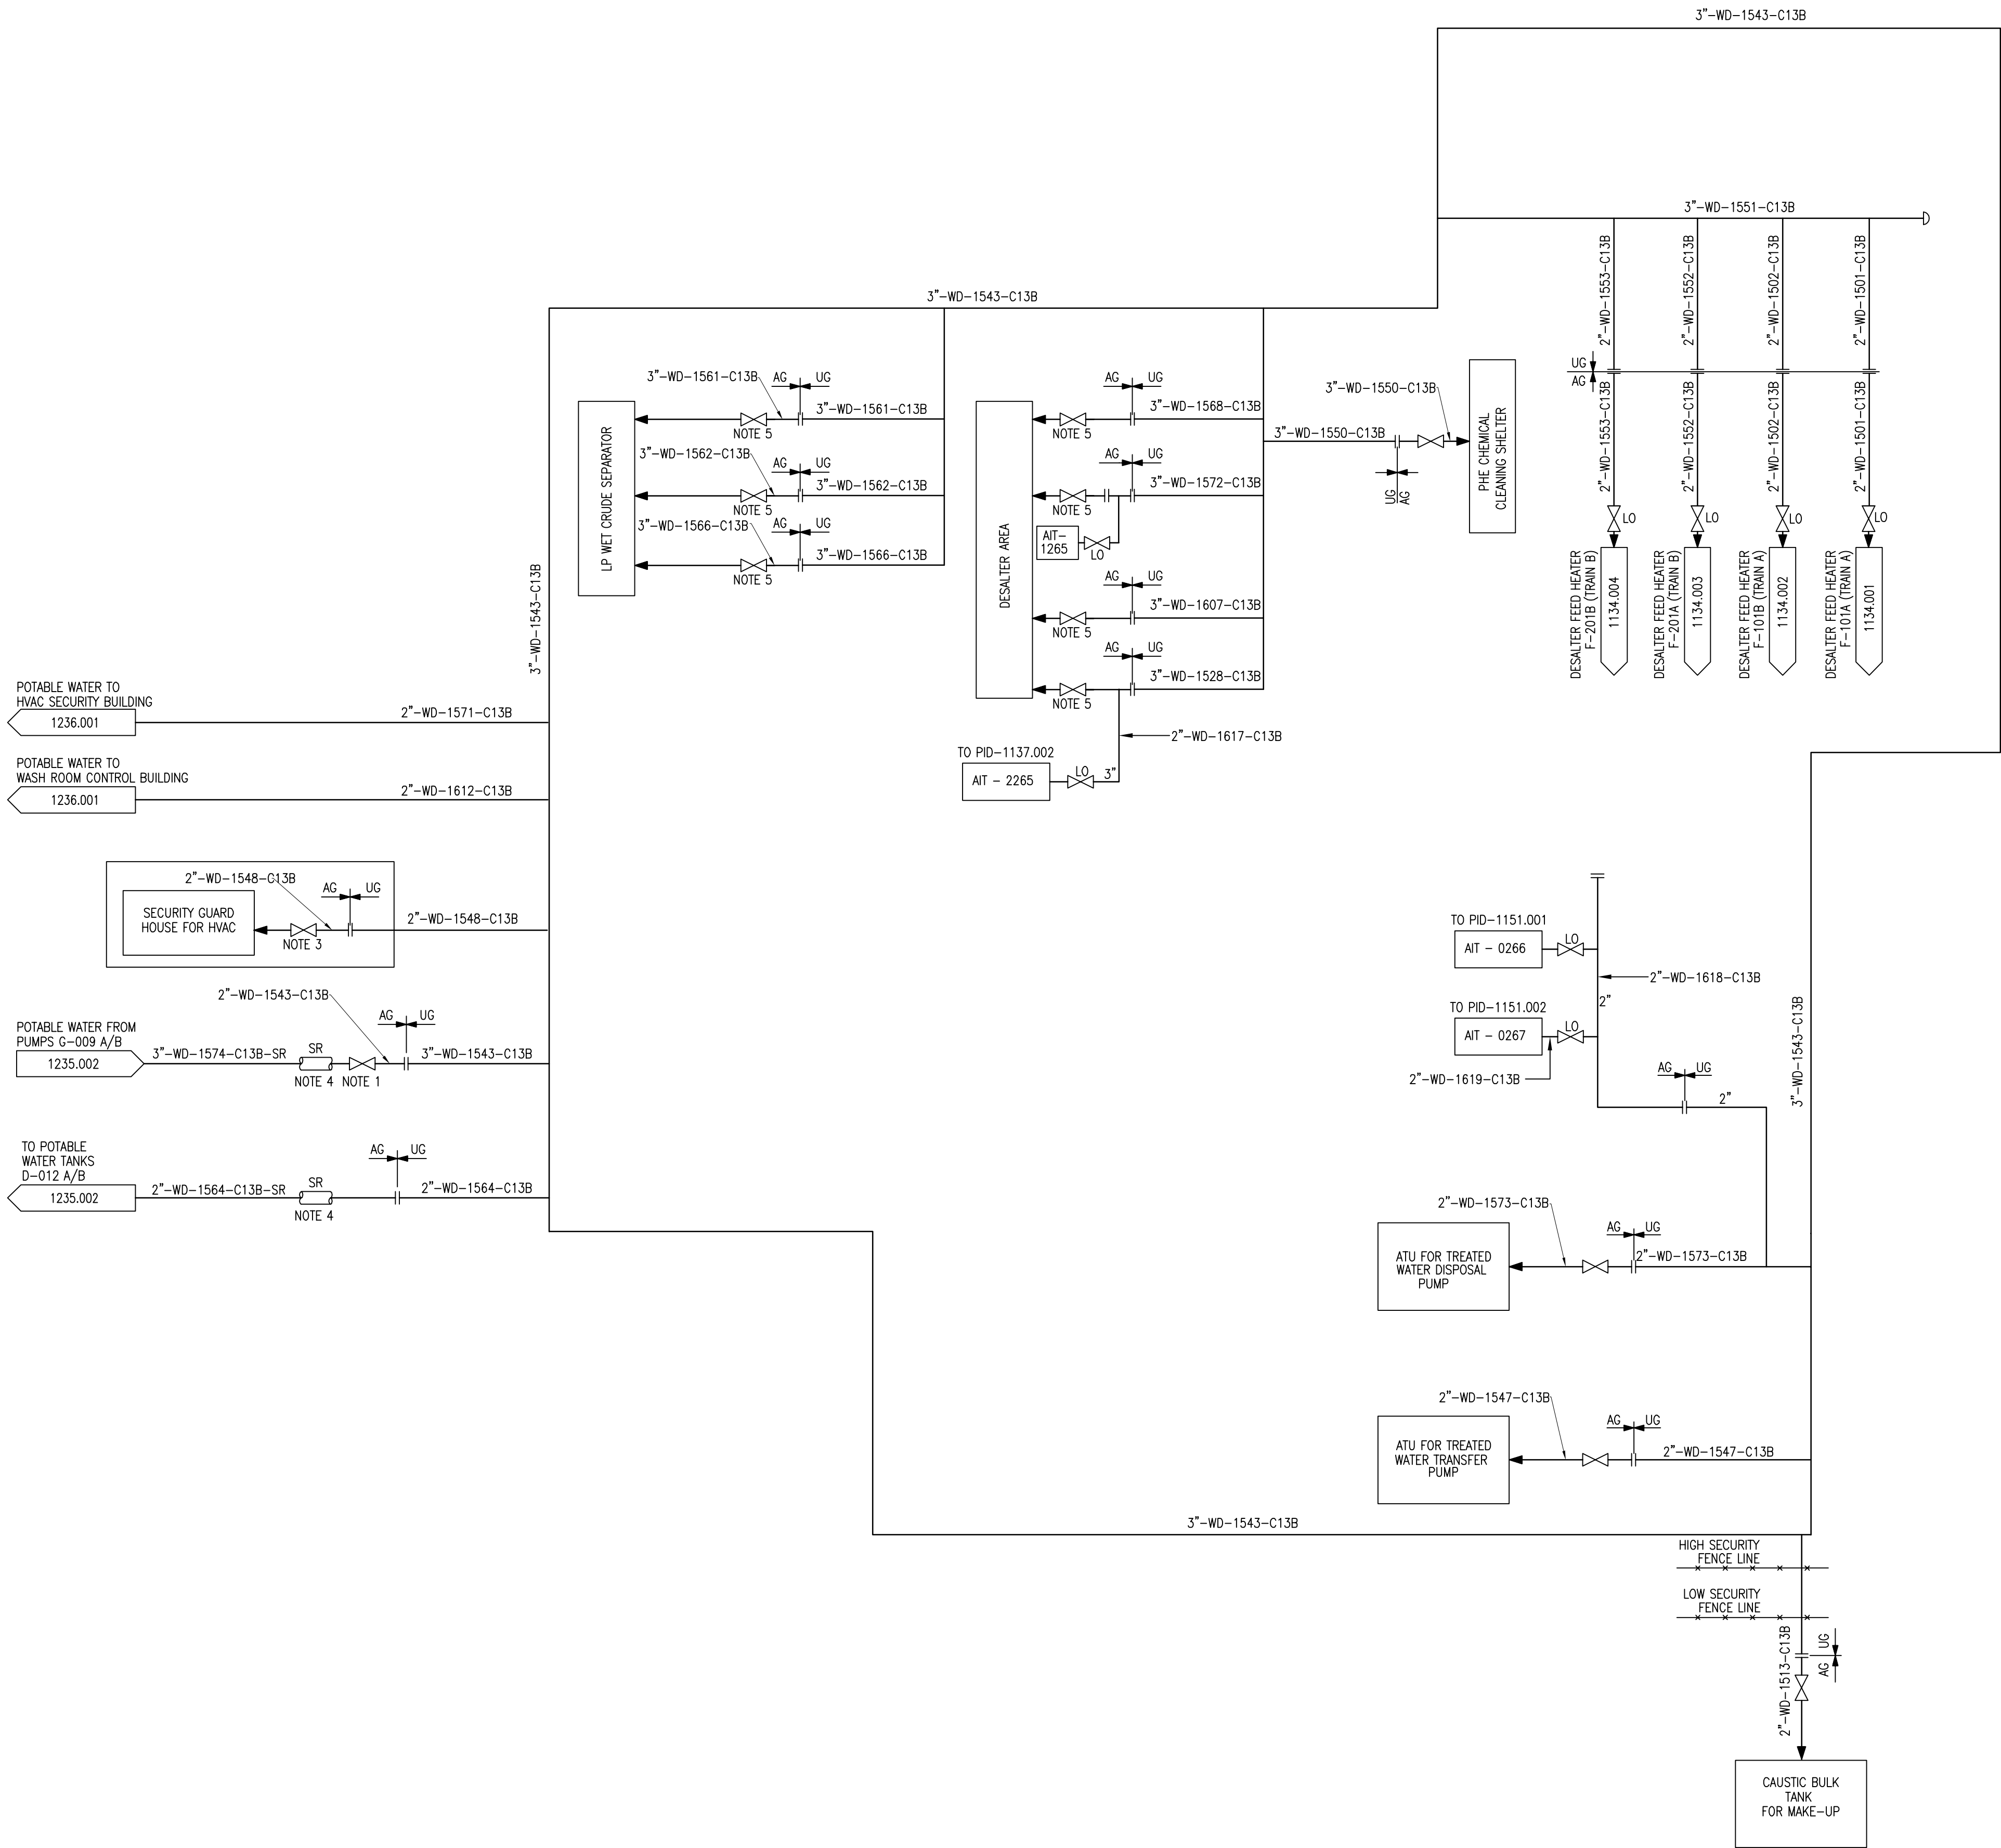 3"-WD-1543-C13B
3"-WD-1551-C13B
2"-WD-1553-C13B
2"-WD-1552-C13B
2"-WD-1502-C13B
2"-WD-1501-C13B
UG
AG
2"-WD-1553-C13B
2"-WD-1552-C13B
2"-WD-1502-C13B
2"-WD-1501-C13B
LO
LO
LO
LO
DESALTER FEED HEATER
F-201B (TRAIN B)
1134.004
DESALTER FEED HEATER
F-201A (TRAIN B)
1134.003
DESALTER FEED HEATER
F-101B (TRAIN A)
1134.002
DESALTER FEED HEATER
F-101A (TRAIN A)
1134.001
3"-WD-1543-C13B
LP WET CRUDE SEPARATOR
3"-WD-1561-C13B
AG
UG
3"-WD-1561-C13B
NOTE 5
3"-WD-1562-C13B
AG
UG
3"-WD-1562-C13B
NOTE 5
3"-WD-1566-C13B
AG
UG
3"-WD-1566-C13B
NOTE 5
DESALTER AREA
AG
UG
3"-WD-1568-C13B
NOTE 5
AG
UG
3"-WD-1572-C13B
NOTE 5
AIT-
1265
LO
AG
UG
3"-WD-1607-C13B
NOTE 5
AG
UG
3"-WD-1528-C13B
NOTE 5
2"-WD-1617-C13B
TO PID-1137.002
AIT - 2265
LO
3"
3"-WD-1550-C13B
3"-WD-1550-C13B
UG
AG
PHE CHEMICAL
CLEANING SHELTER
3"-WD-1543-C13B
POTABLE WATER TO
HVAC SECURITY BUILDING
1236.001
2"-WD-1571-C13B
POTABLE WATER TO
WASH ROOM CONTROL BUILDING
1236.001
2"-WD-1612-C13B
2"-WD-1548-C13B
AG
UG
SECURITY GUARD
HOUSE FOR HVAC
NOTE 3
2"-WD-1548-C13B
2"-WD-1543-C13B
AG
UG
POTABLE WATER FROM
PUMPS G-009 A/B
1235.002
3"-WD-1574-C13B-SR
SR
NOTE 4
NOTE 1
3"-WD-1543-C13B
TO POTABLE
WATER TANKS
D-012 A/B
1235.002
2"-WD-1564-C13B-SR
SR
NOTE 4
AG
UG
2"-WD-1564-C13B
TO PID-1151.001
AIT - 0266
LO
2"-WD-1618-C13B
2"
TO PID-1151.002
AIT - 0267
LO
2"-WD-1619-C13B
AG
UG
2"
3"-WD-1543-C13B
2"-WD-1573-C13B
AG
UG
2"-WD-1573-C13B
ATU FOR TREATED
WATER DISPOSAL
PUMP
2"-WD-1547-C13B
AG
UG
2"-WD-1547-C13B
ATU FOR TREATED
WATER TRANSFER
PUMP
3"-WD-1543-C13B
HIGH SECURITY
FENCE LINE
LOW SECURITY
FENCE LINE
2"-WD-1513-C13B
UG
AG
CAUSTIC BULK
TANK
FOR MAKE-UP